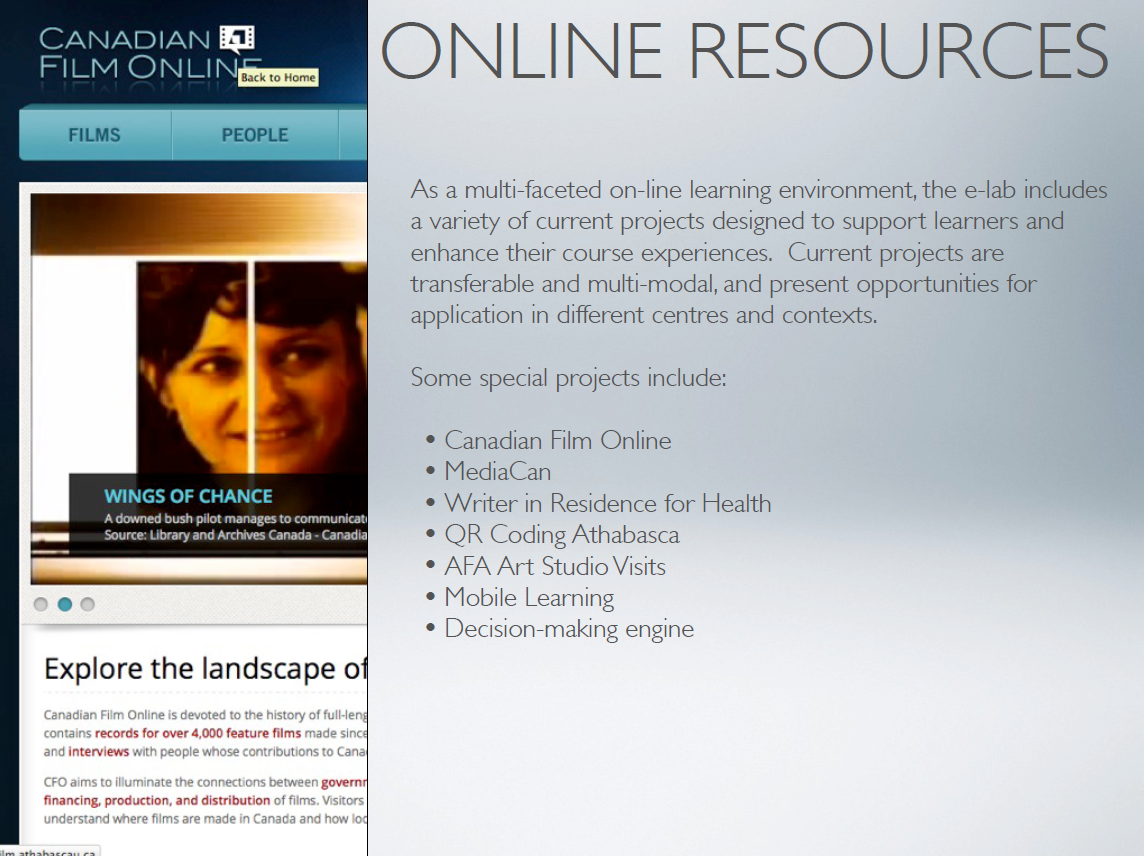 CANADIAN
FILM ONLINE
Back to Home
FILMS
PEOPLE
WINGS OF CHANCE
A downed bush pilot manages to
Source: Library and Archives Canada -
Explore the landscape of
Canadian Film Online is devoted to the history of
contains records for over 4,000 feature films made since
and interviews with people whose contributions to
CFO aims to illuminate the connections between
financing, production, and distribution of films. Visitors
understand where films are made in Canada and how
ONLINE RESOURCES
As a multi-faceted on-line learning environment, the e-lab includes
a variety of current projects designed to support learners and
enhance their course experiences. Current projects are
transferable and multi-modal, and present opportunities for
application in different centres and contexts.
Some special projects include:
• Canadian Film Online
• MediaCan
• Writer in Residence for Health
• QR Coding Athabasca
• AFA Art Studio Visits
• Mobile Learning
• Decision-making engine